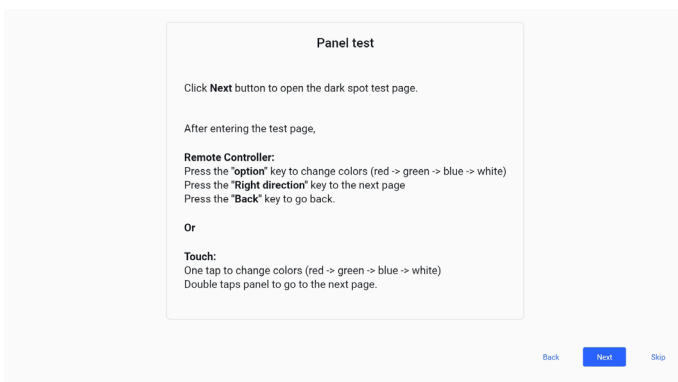 Panel test
Click Next button to open the dark spot test page.
After entering the test page,
Remote Controller:
Press the "option" key to change colors (red -> green -> blue -> white)
Press the "Right direction" key to the next page
Press the "Back" key to go back.
Or
Touch:
One tap to change colors (red -> green -> blue -> white)
Double taps panel to go to the next page.
Back Next Skip